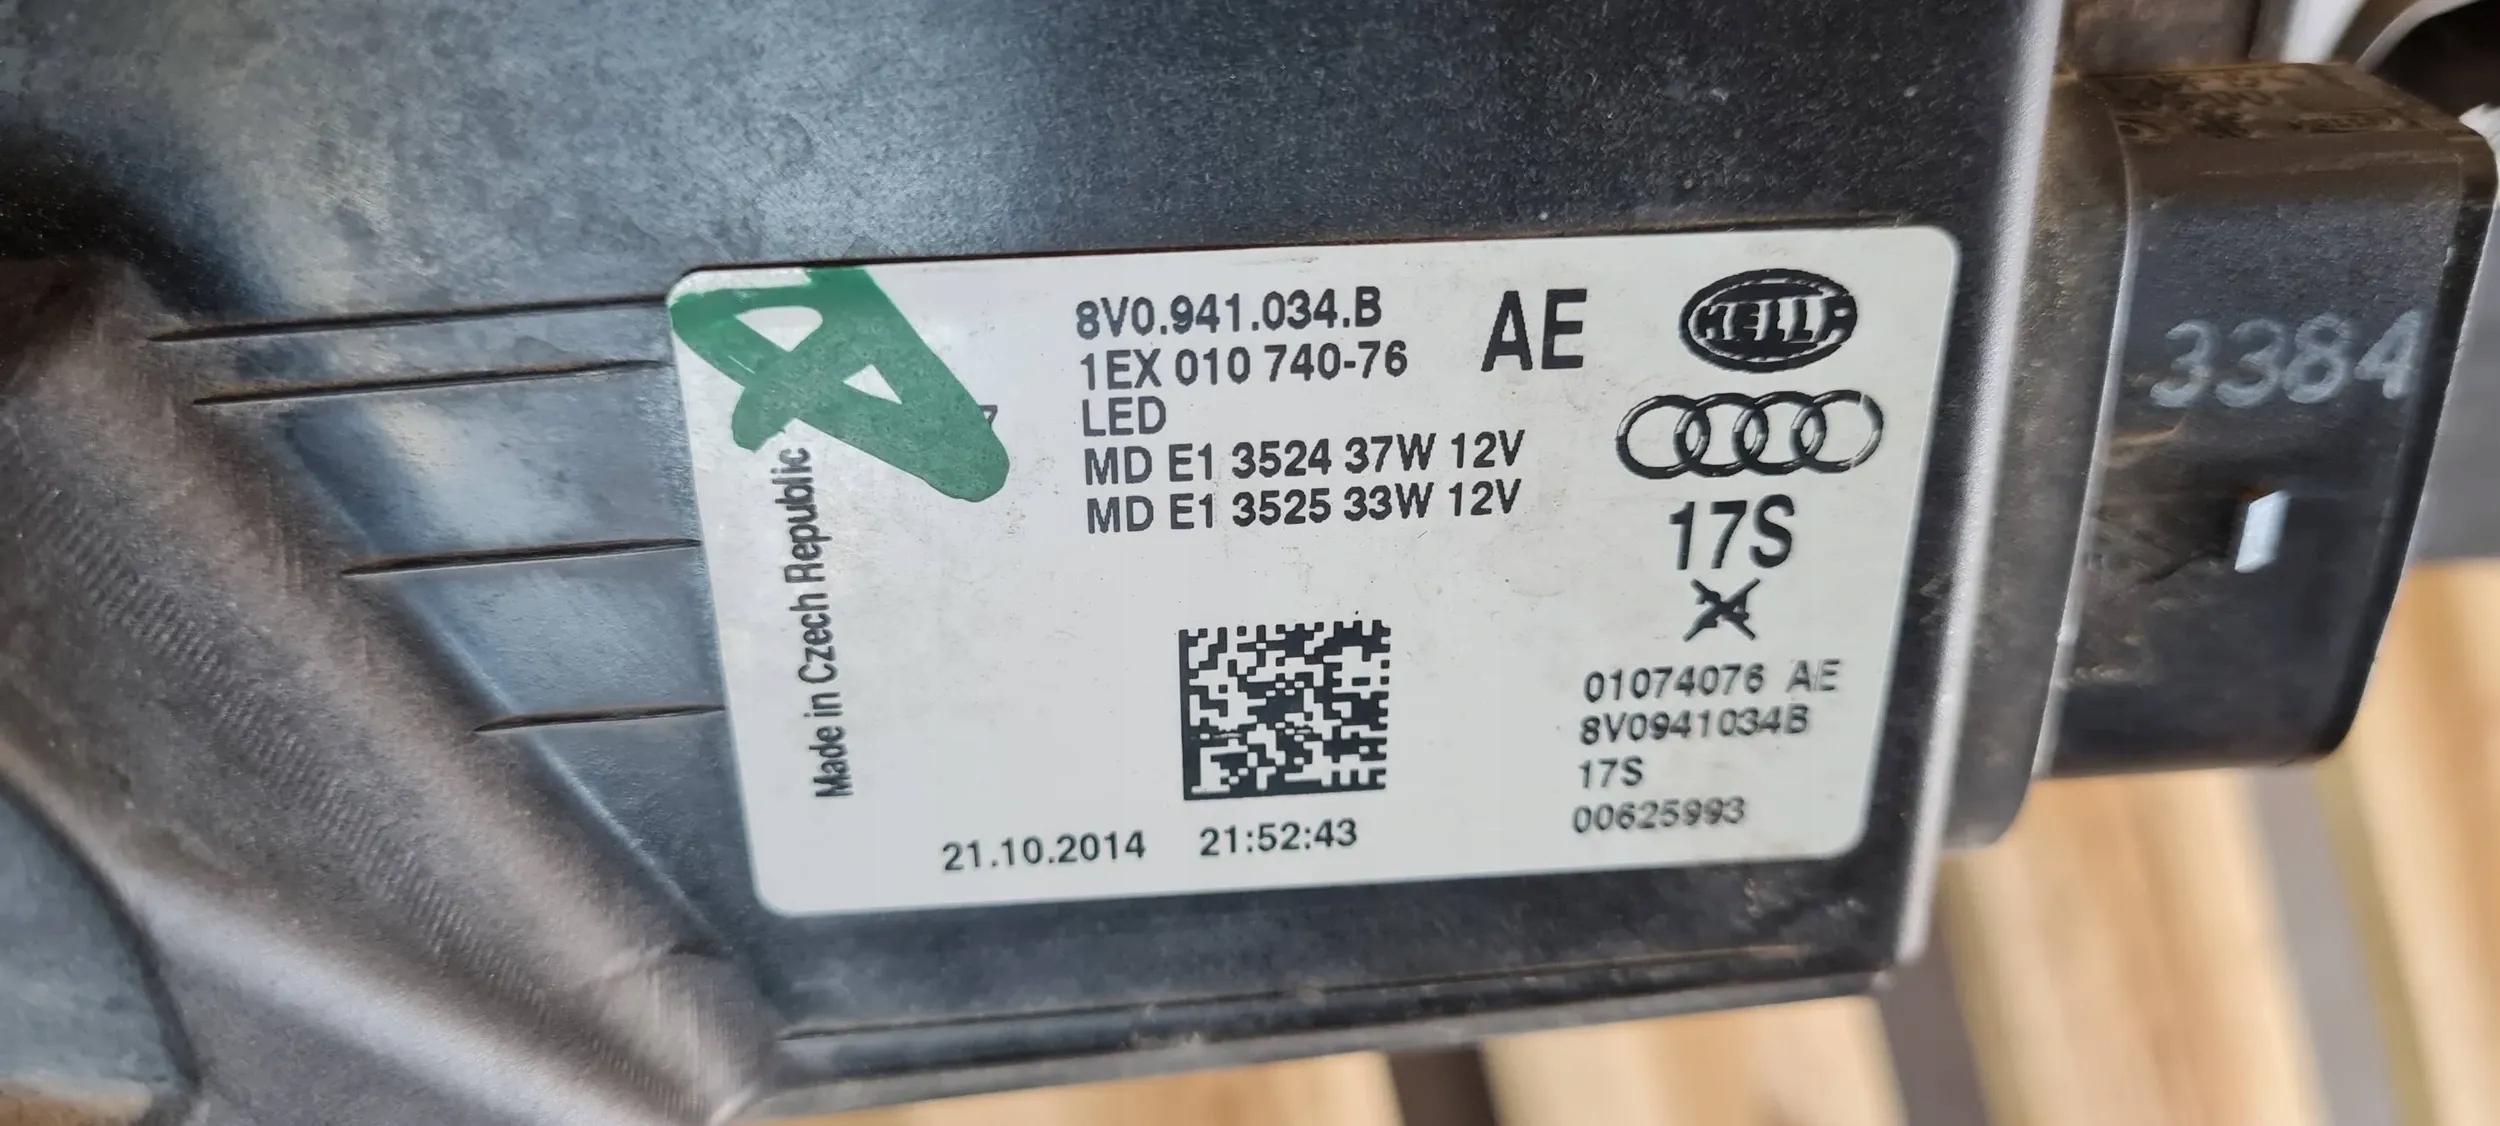 8V0.941.034.B
1EX 010 740-76
LED
MD E1 3524 37W 12V
MD E1 3525 33W 12V
AE
HELLA
17S
24
01074076 AE
8V0941034B
17S
00625993
Made in Czech Republic
21.10.2014 21:52:43
3384